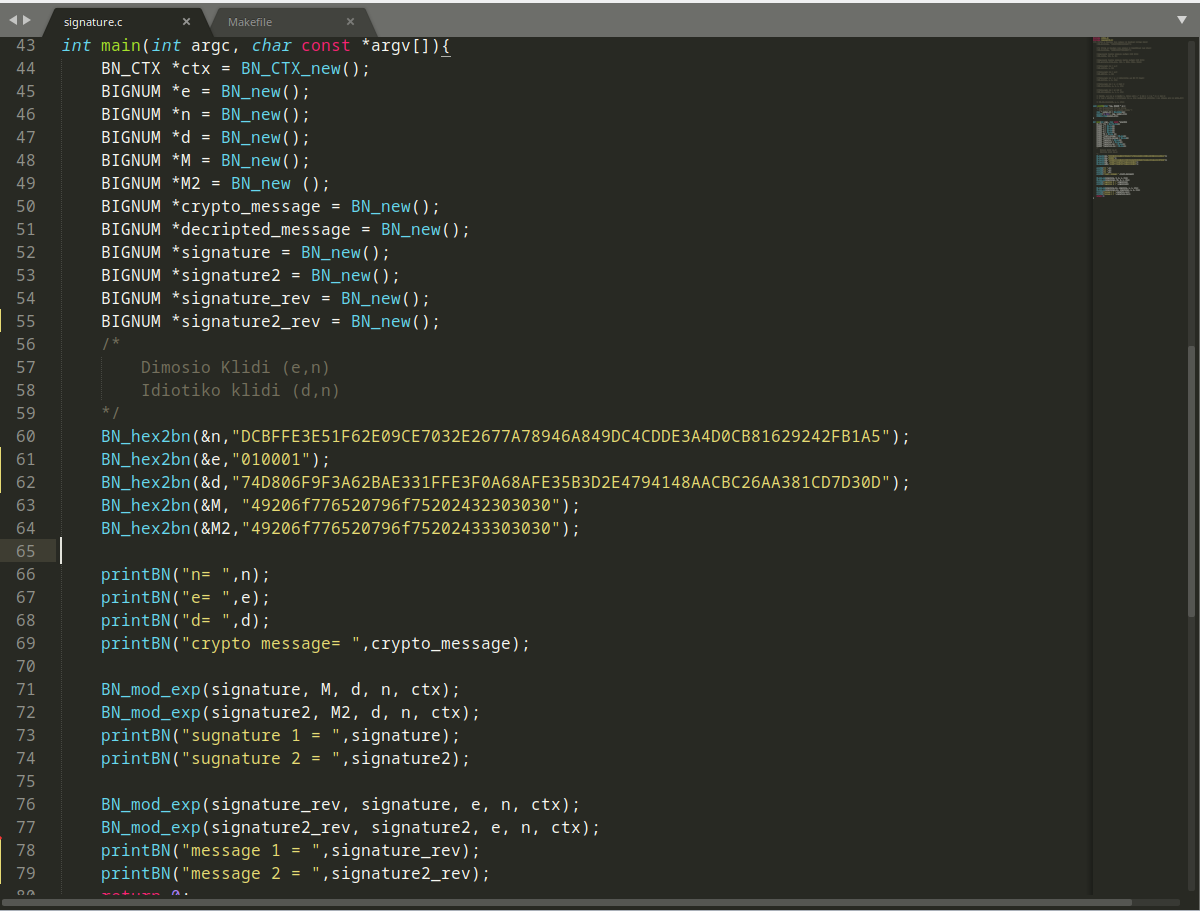 signature.c × Makefile ×
43 int main(int argc, char const *argv[]){
44 BN_CTX *ctx = BN_CTX_new();
45 BIGNUM *e = BN_new();
46 BIGNUM *n = BN_new();
47 BIGNUM *d = BN_new();
48 BIGNUM *M = BN_new();
49 BIGNUM *M2 = BN_new ();
50 BIGNUM *crypto_message = BN_new();
51 BIGNUM *decripted_message = BN_new();
52 BIGNUM *signature = BN_new();
53 BIGNUM *signature2 = BN_new();
54 BIGNUM *signature_rev = BN_new();
55 BIGNUM *signature2_rev = BN_new();
56 /*
57 Dimosio Klidi (e,n)
58 Idiotiko klidi (d,n)
59 */
60 BN_hex2bn(&n,"DCBFFE3E51F62E09CE7032E2677A78946A849DC4CDDE3A4D0CB81629242FB1A5");
61 BN_hex2bn(&e,"010001");
62 BN_hex2bn(&d,"74D806F9F3A62BAE331FFE3F0A68AFE35B3D2E4794148AACBC26AA381CD7D30D");
63 BN_hex2bn(&M, "49206f776520796f75202432303030");
64 BN_hex2bn(&M2,"49206f776520796f75202433303030");
65
66 printBN("n= ",n);
67 printBN("e= ",e);
68 printBN("d= ",d);
69 printBN("crypto message= ",crypto_message);
70
71 BN_mod_exp(signature, M, d, n, ctx);
72 BN_mod_exp(signature2, M2, d, n, ctx);
73 printBN("sugnature 1 = ",signature);
74 printBN("sugnature 2 = ",signature2);
75
76 BN_mod_exp(signature_rev, signature, e, n, ctx);
77 BN_mod_exp(signature2_rev, signature2, e, n, ctx);
78 printBN("message 1 = ",signature_rev);
79 printBN("message 2 = ",signature2_rev);
80 return 0;